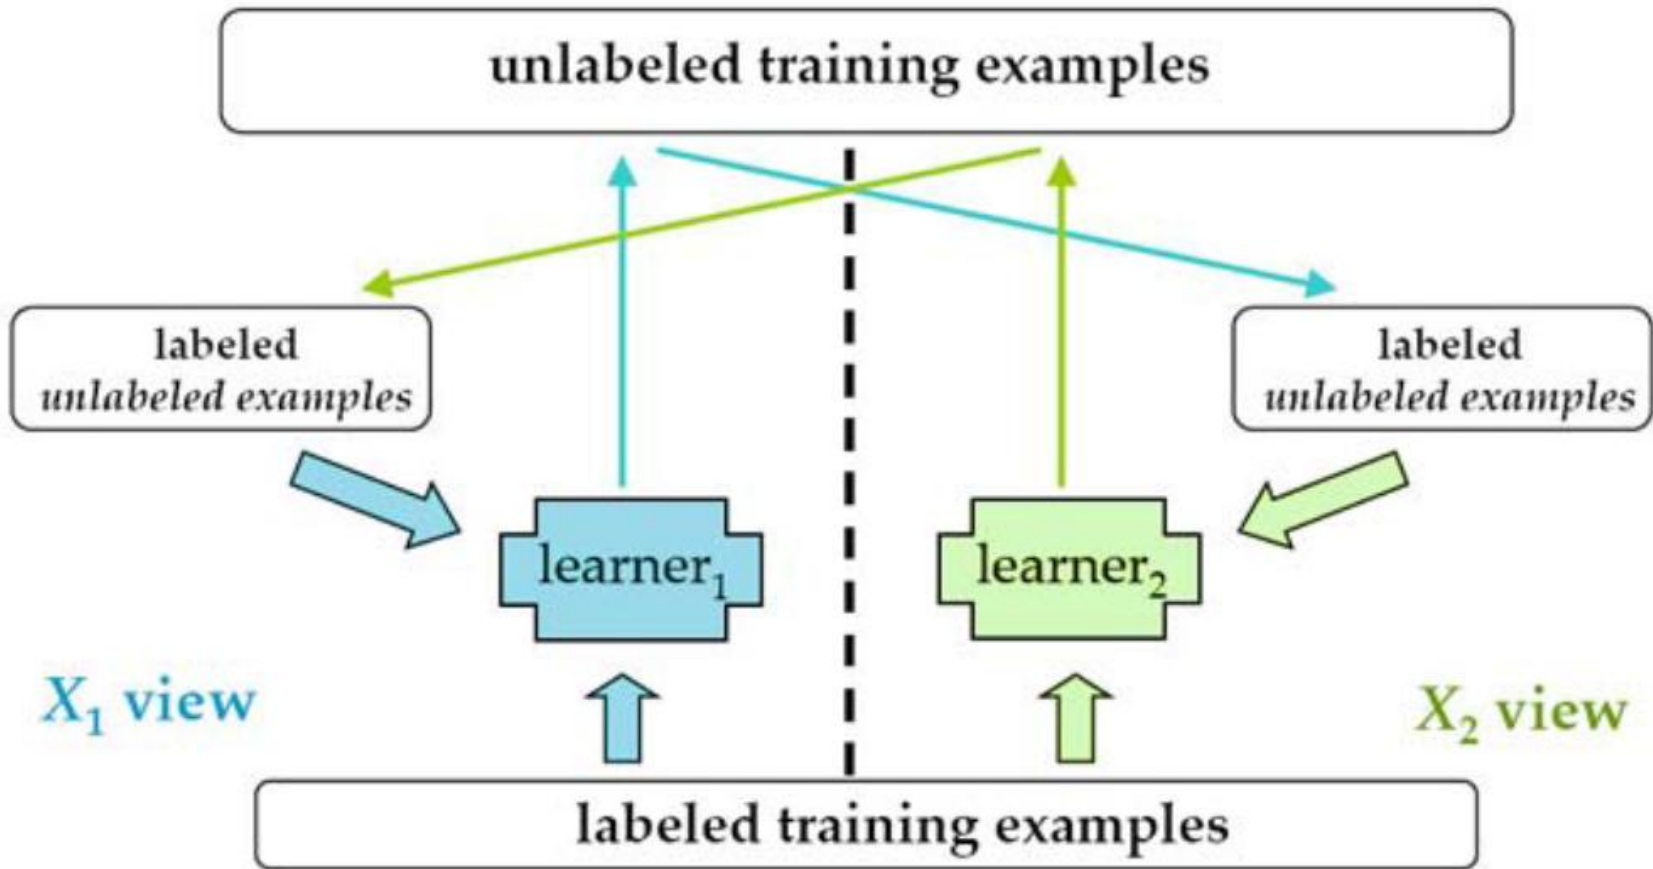 unlabeled training examples
labeled
unlabeled examples
labeled
unlabeled examples
learner₁
learner₂
X₁ view
X₂ view
labeled training examples